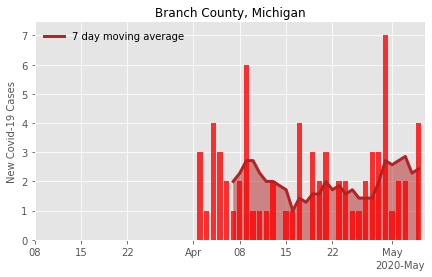 Branch County, Michigan
7 day moving average
New Covid-19 Cases
7
6
5
4
3
2
1
0
08 15 22 Apr 08 15 22 May
2020-May